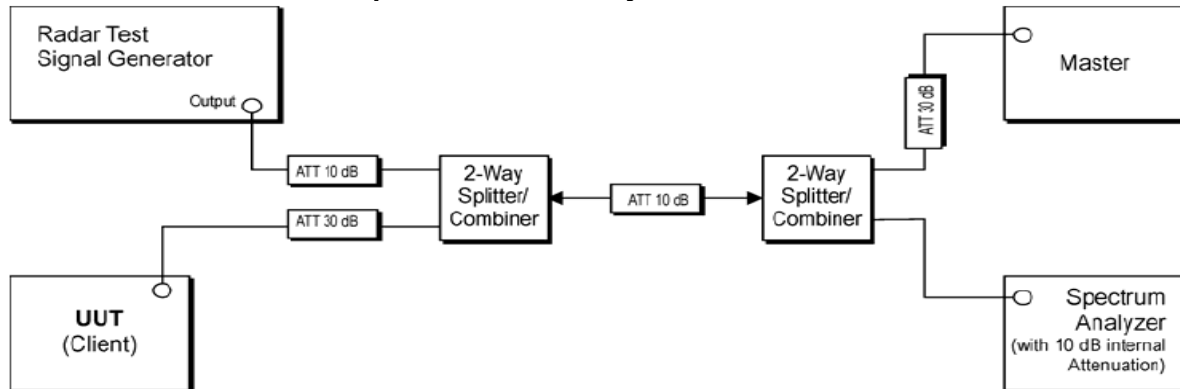 Radar Test
Signal Generator
Output
ATT 10 dB
2-Way
Splitter/
Combiner
ATT 30 dB
ATT 10 dB
2-Way
Splitter/
Combiner
ATT 30 dB
Master
UUT
(Client)
Spectrum
Analyzer
(with 10 dB internal
Attenuation)